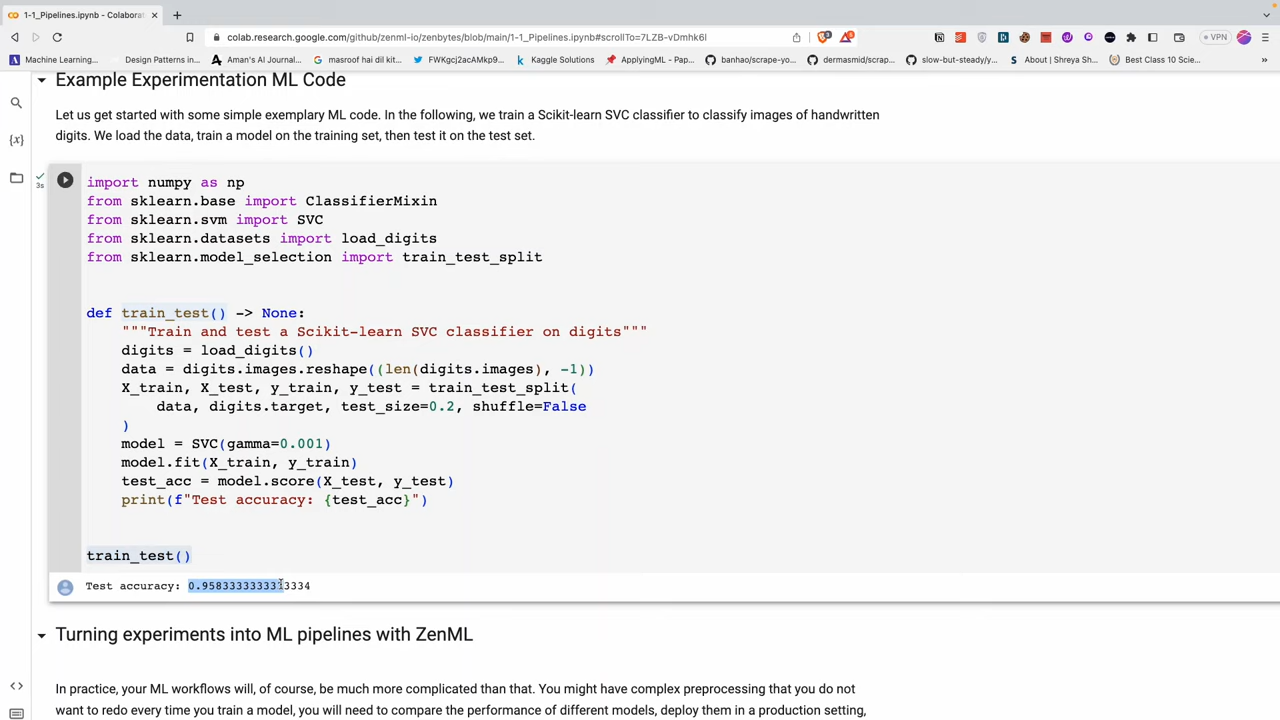 1-1_Pipelines.ipynb - Colaborat
colab.research.google.com/github/zenml-io/zenbytes/blob/main/1-1_Pipelines.ipynb#scrollTo=7LZB-vDmhk6l
VPN
Machine Learning...
Design Patterns in...
Aman's AI Journal...
masroof hai dil kit...
FWKgcj2acAMkp9...
Kaggle Solutions
ApplyingML - Pap...
banhao/scrape-yo...
dermasmid/scrap...
slow-but-steady/y...
About | Shreya Sh...
Best Class 10 Scie...
Example Experimentation ML Code
Let us get started with some simple exemplary ML code. In the following, we train a Scikit-learn SVC classifier to classify images of handwritten
digits. We load the data, train a model on the training set, then test it on the test set.
3s
import numpy as np
from sklearn.base import ClassifierMixin
from sklearn.svm import SVC
from sklearn.datasets import load_digits
from sklearn.model_selection import train_test_split
def train_test() -> None:
"""Train and test a Scikit-learn SVC classifier on digits"""
digits = load_digits()
data = digits.images.reshape((len(digits.images), -1))
X_train, X_test, y_train, y_test = train_test_split(
data, digits.target, test_size=0.2, shuffle=False
)
model = SVC(gamma=0.001)
model.fit(X_train, y_train)
test_acc = model.score(X_test, y_test)
print(f"Test accuracy: {test_acc}")
train_test()
Test accuracy: 0.9583333333333334
Turning experiments into ML pipelines with ZenML
In practice, your ML workflows will, of course, be much more complicated than that. You might have complex preprocessing that you do not
want to redo every time you train a model, you will need to compare the performance of different models, deploy them in a production setting,